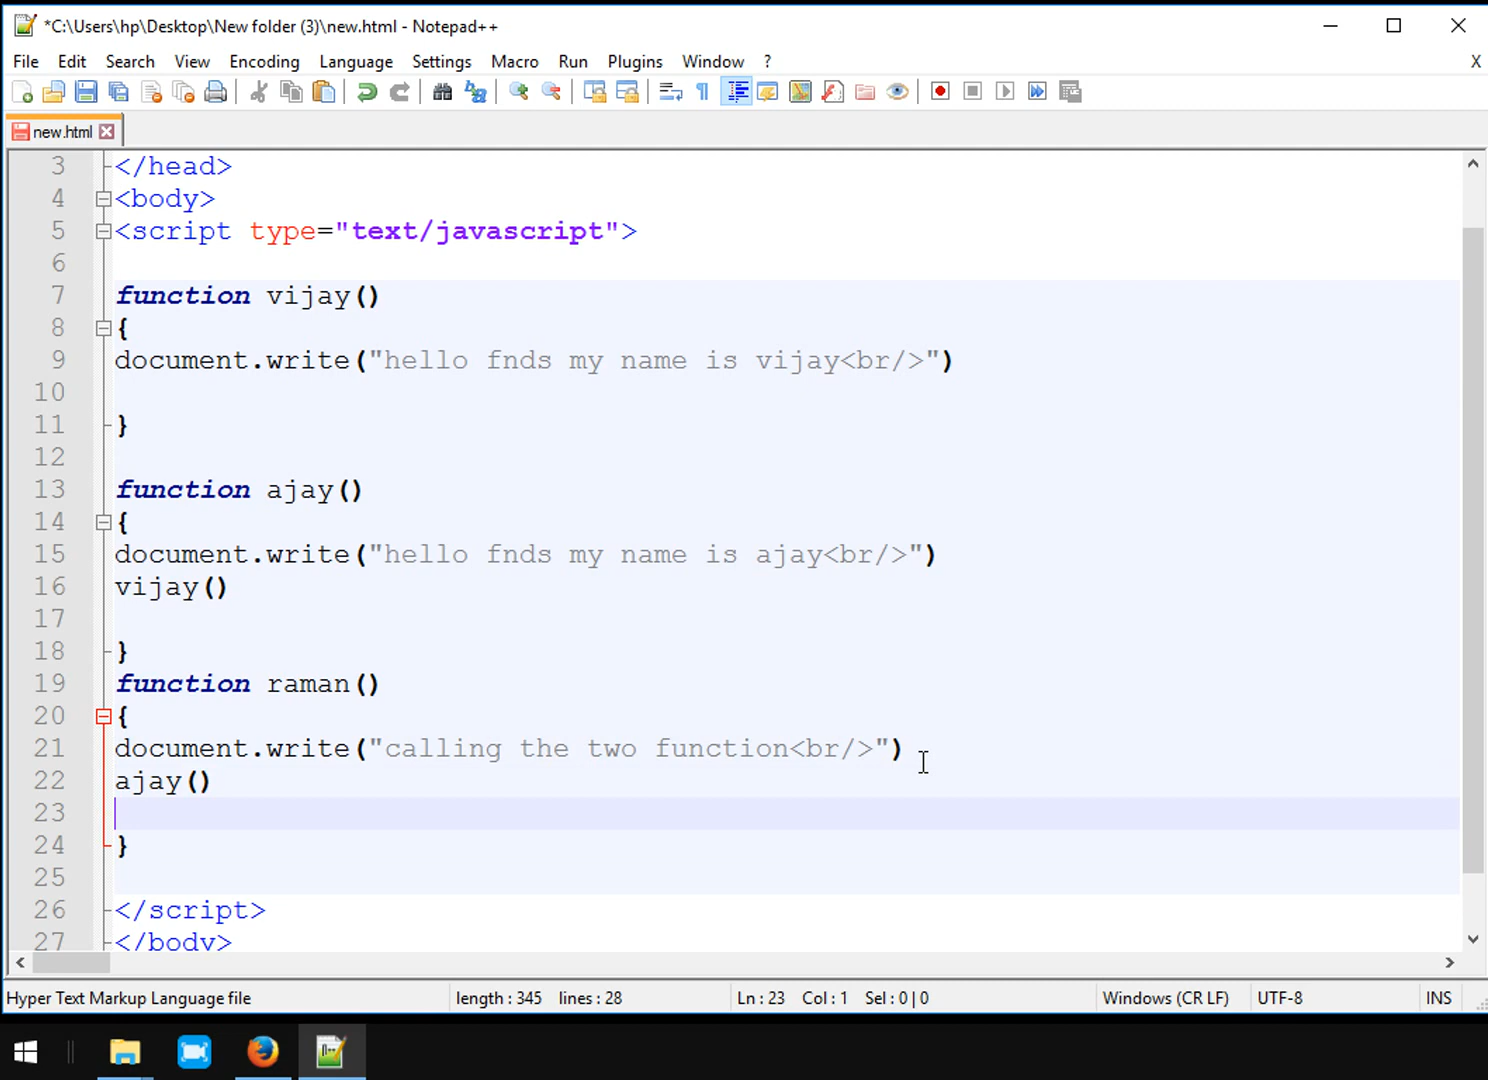 *C:\Users\hp\Desktop\New folder (3)\new.html - Notepad++
File Edit Search View Encoding Language Settings Macro Run Plugins Window ? X
new.html
3 </head>
4 <body>
5 <script type="text/javascript">
6
7 function vijay()
8 {
9 document.write("hello fnds my name is vijay<br/>")
10
11 }
12
13 function ajay()
14 {
15 document.write("hello fnds my name is ajay<br/>")
16 vijay()
17
18 }
19 function raman()
20 {
21 document.write("calling the two function<br/>")
22 ajay()
23
24 }
25
26 </script>
27 </body>
Hyper Text Markup Language file length : 345 lines : 28 Ln : 23 Col : 1 Sel : 0 | 0 Windows (CR LF) UTF-8 INS